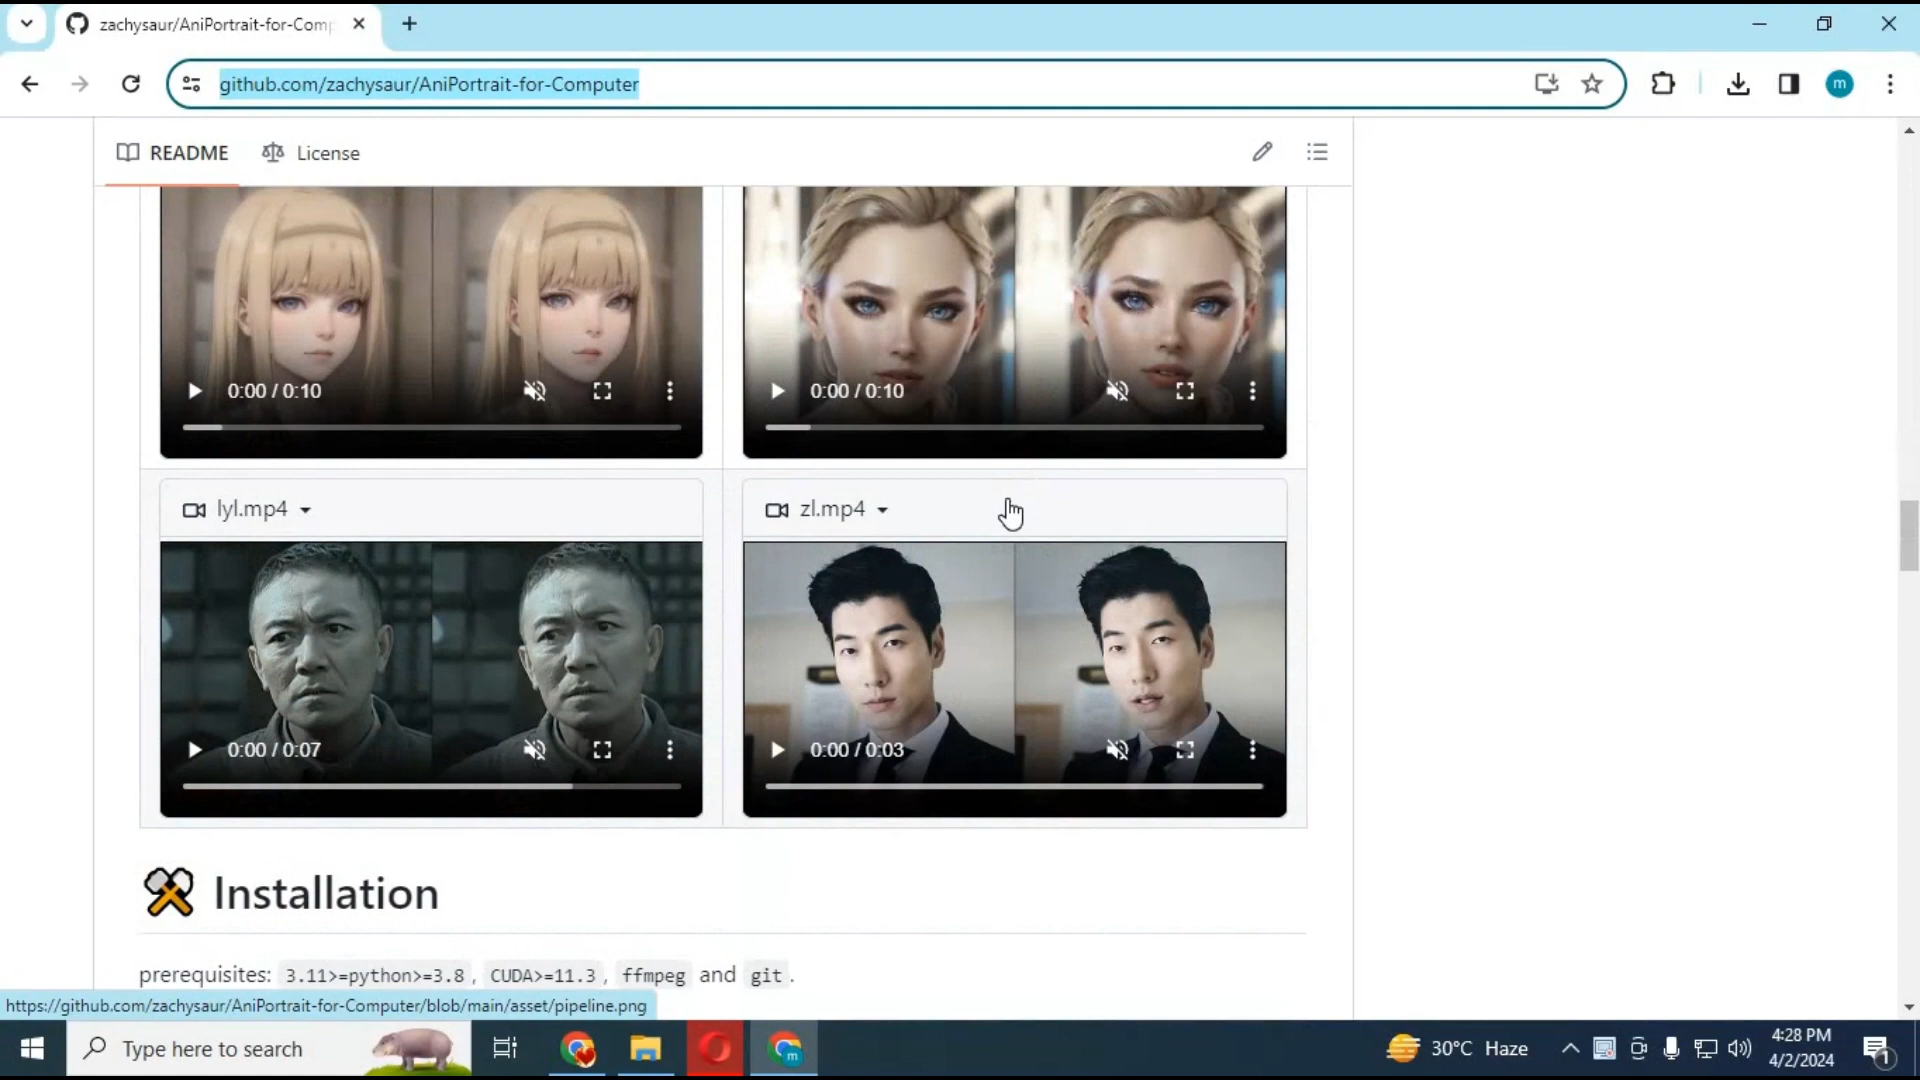 zachysaur/AniPortrait-for-Comp
github.com/zachysaur/AniPortrait-for-Computer
m
README
License
0:00 / 0:10
0:00 / 0:10
lyl.mp4
zl.mp4
0:00 / 0:07
0:00 / 0:03
Installation
prerequisites: 3.11>=python>=3.8, CUDA>=11.3, ffmpeg and git.
https://github.com/zachysaur/AniPortrait-for-Computer/blob/main/asset/pipeline.png
Type here to search
m
30°C Haze
4:28 PM
4/2/2024
1